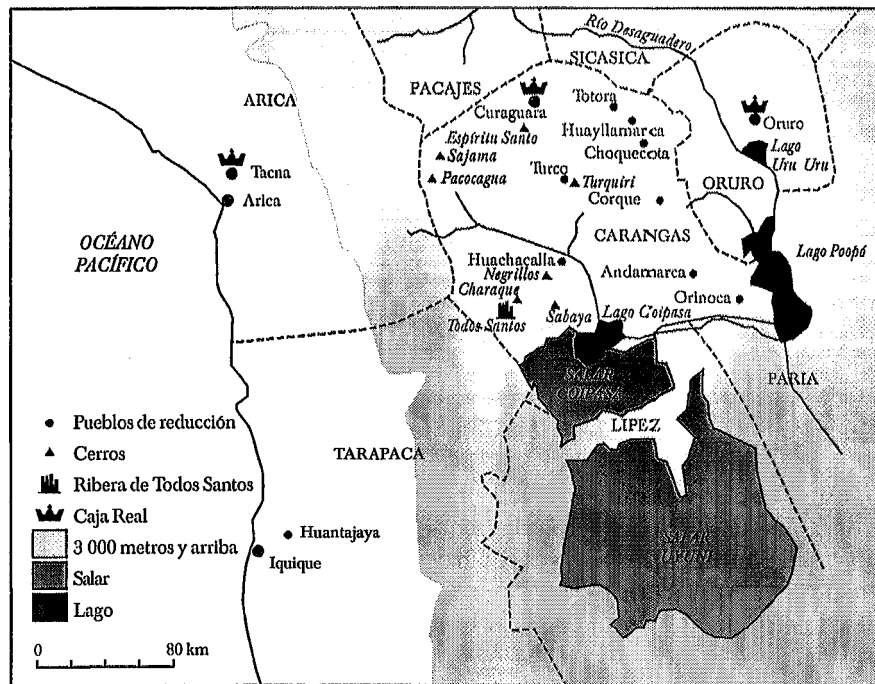 Río Desaguadero
SICASICA
PACAJES
ARICA
Curaguara
Totora
Oruro
Espíritu Santo
Huayllamarca
Sajama
Choquecota
Lago
Uru Uru
Tacna
Pacocagua
Turco
Turquiri
ORURO
Arica
Corque
OCÉANO
PACÍFICO
CARANGAS
Lago Poopó
Huachacalla
Negrillos
Andamarca
Charaque
Orinoca
Todos Santos
Sabaya
Lago Coipasa
SALAR
COIPASA
PARIA
LIPEZ
TARAPACA
Pueblos de reducción
Cerros
Ribera de Todos Santos
Caja Real
3 000 metros y arriba
Salar
Lago
Huantajaya
Iquique
SALAR
UYUNI
0 80 km